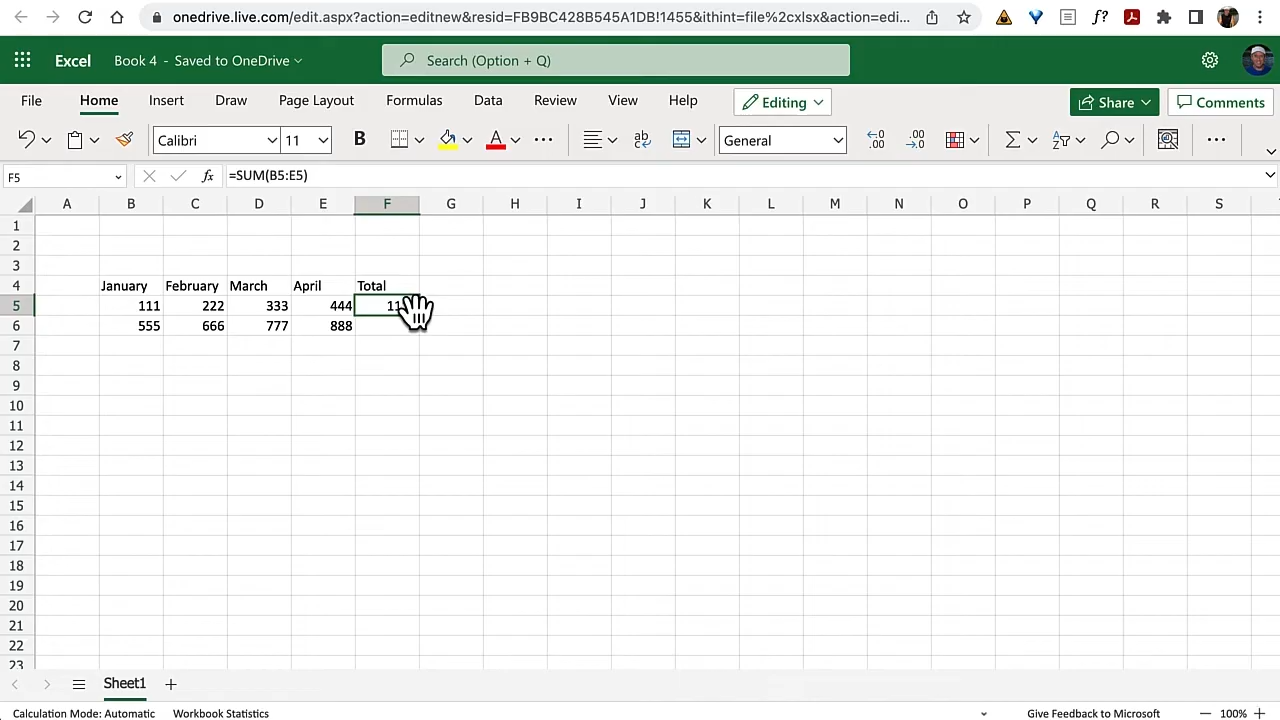 onedrive.live.com/edit.aspx?action=editnew&resid=FB9BC428B545A1DB!1455&ithint=file%2cxlsx&action=edi...
Excel Book 4 - Saved to OneDrive Search (Option + Q)
File Home Insert Draw Page Layout Formulas Data Review View Help Editing Share Comments
Calibri 11 B A ab General
F5 fx =SUM(B5:E5)
A B C D E F G H I J K L M N O P Q R S
1
2
3
4 January February March April Total
5 111 222 333 444
6 555 666 777 888
7
8
9
10
11
12
13
14
15
16
17
18
19
20
21
22
23
Sheet1
Calculation Mode: Automatic Workbook Statistics Give Feedback to Microsoft 100%